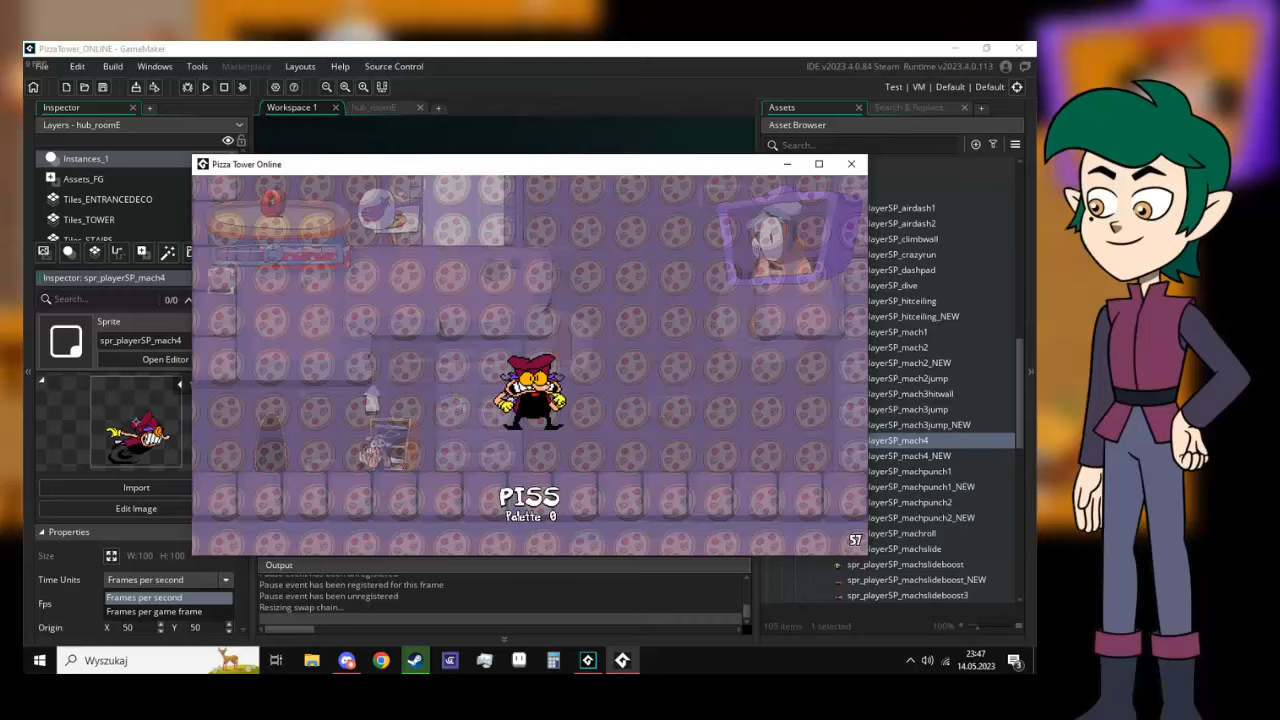 PizzaTower_ONLINE - GameMaker
File Edit Build Windows Tools Marketplace Layouts Help Source Control
IDE v2023.4.0.84 Steam Runtime v2023.4.0.113
Test | VM | Default | Default
Inspector
Workspace 1
hub_roomE
Assets
Search & Replace
Layers - hub_roomE
Asset Browser
Search...
Instances_1
Assets_FG
Tiles_ENTRANCEDECO
Tiles_TOWER
Tiles_STAIRS
Pizza Tower Online
Inspector: spr_playerSP_mach4
Search...
0/0
Sprite
spr_playerSP_mach4
Open Editor
Import
Edit Image
Properties
Size
W:100 H:100
Time Units
Frames per second
Frames per second
Frames per game frame
Fps
Origin
X 50 Y 50
PISS
Palette 0
57
Output
Pause event has been unregistered
Pause event has been registered for this frame
Pause event has been unregistered
Resizing swap chain...
layerSP_airdash1
layerSP_airdash2
layerSP_climbwall
layerSP_crazyrun
layerSP_dashpad
layerSP_dive
layerSP_hitceiling
layerSP_hitceiling_NEW
layerSP_mach1
layerSP_mach2
layerSP_mach2_NEW
layerSP_mach2jump
layerSP_mach3hitwall
layerSP_mach3jump
layerSP_mach3jump_NEW
layerSP_mach4
layerSP_mach4_NEW
layerSP_machpunch1
layerSP_machpunch1_NEW
layerSP_machpunch2
layerSP_machpunch2_NEW
layerSP_machroll
layerSP_machslide
spr_playerSP_machslideboost
spr_playerSP_machslideboost_NEW
spr_playerSP_machslideboost3
105 items 1 selected
100%
Wyszukaj
23:47
14.05.2023
3